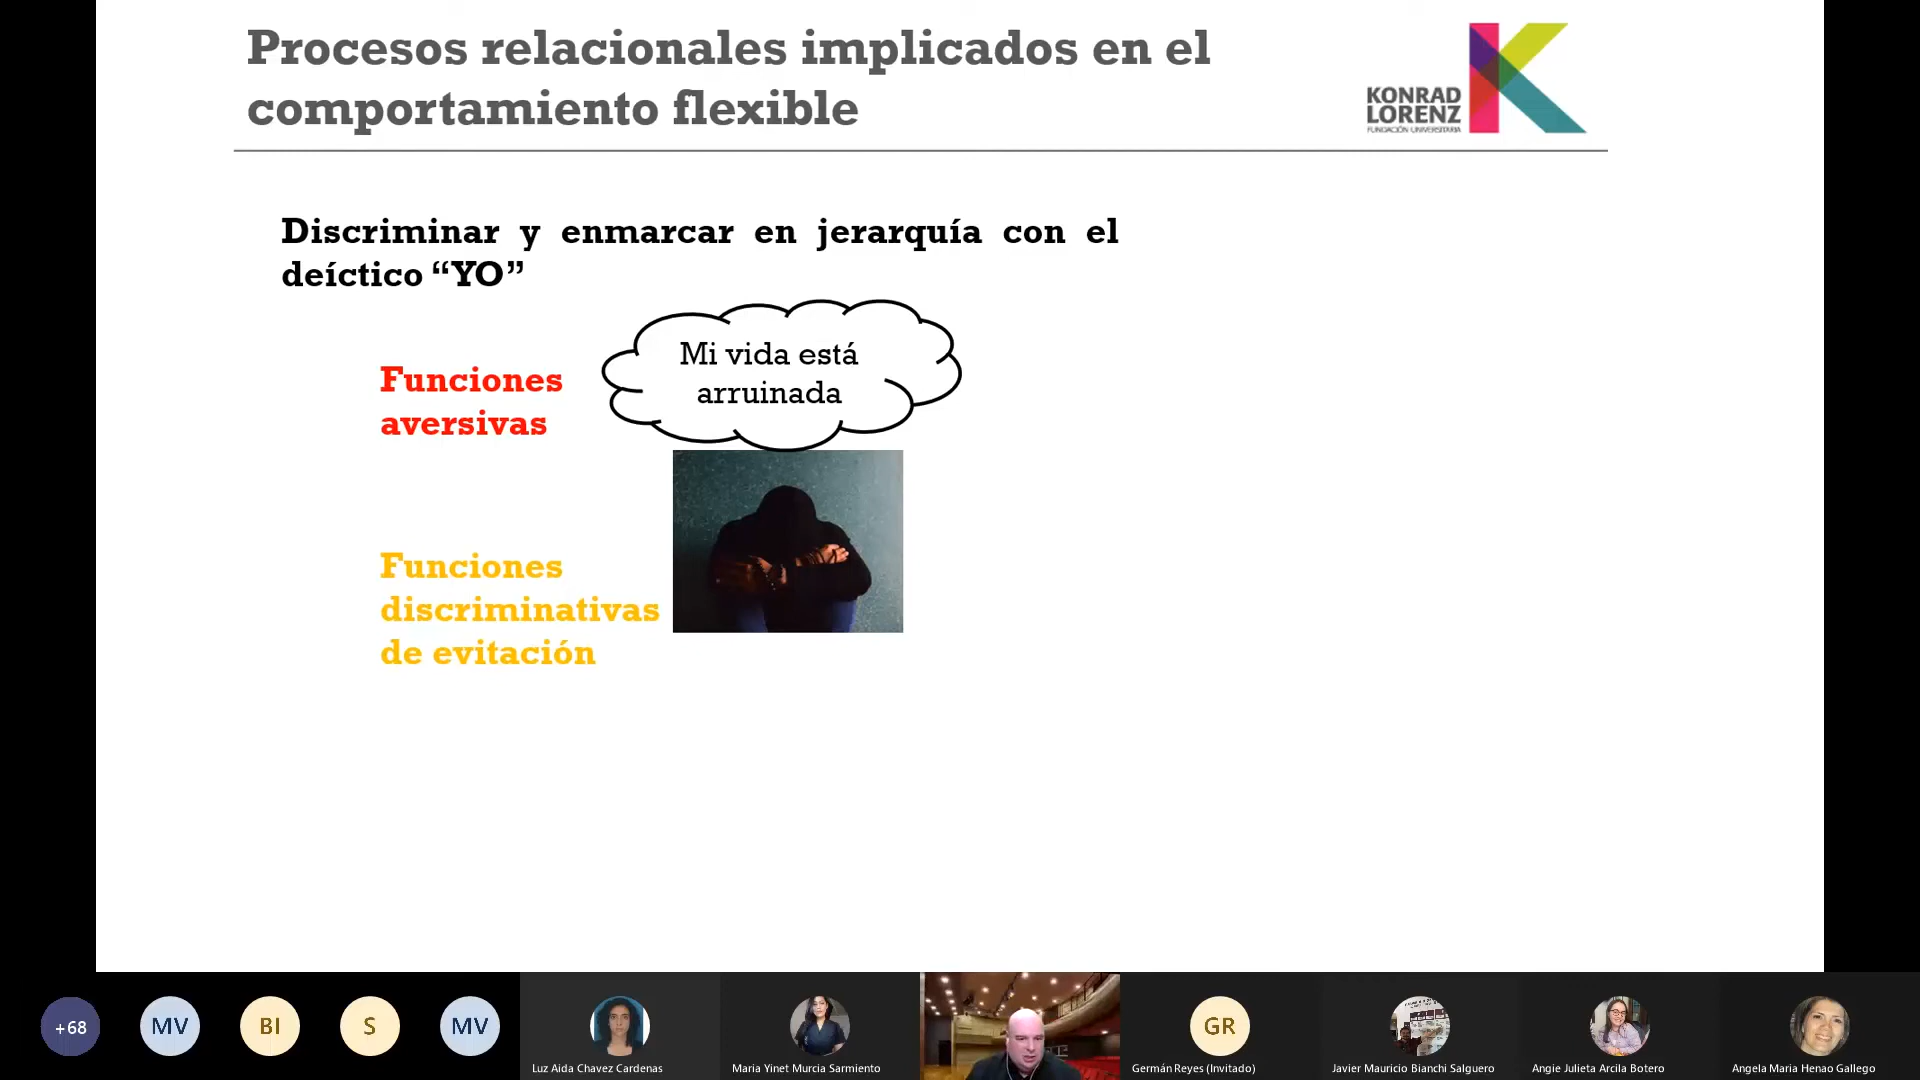 Procesos relacionales implicados en el
comportamiento flexible
KONRAD
LORENZ
FUNDACIÓN UNIVERSITARIA
Discriminar y enmarcar en jerarquía con el
deíctico “YO”
Mi vida está
arruinada
Funciones
aversivas
Funciones
discriminativas
de evitación
+68
MV
BI
S
MV
GR
Luz Aida Chavez Cardenas
Maria Yinet Murcia Sarmiento
Germán Reyes (Invitado)
Javier Mauricio Bianchi Salguero
Angie Julieta Arcila Botero
Angela Maria Henao Gallego